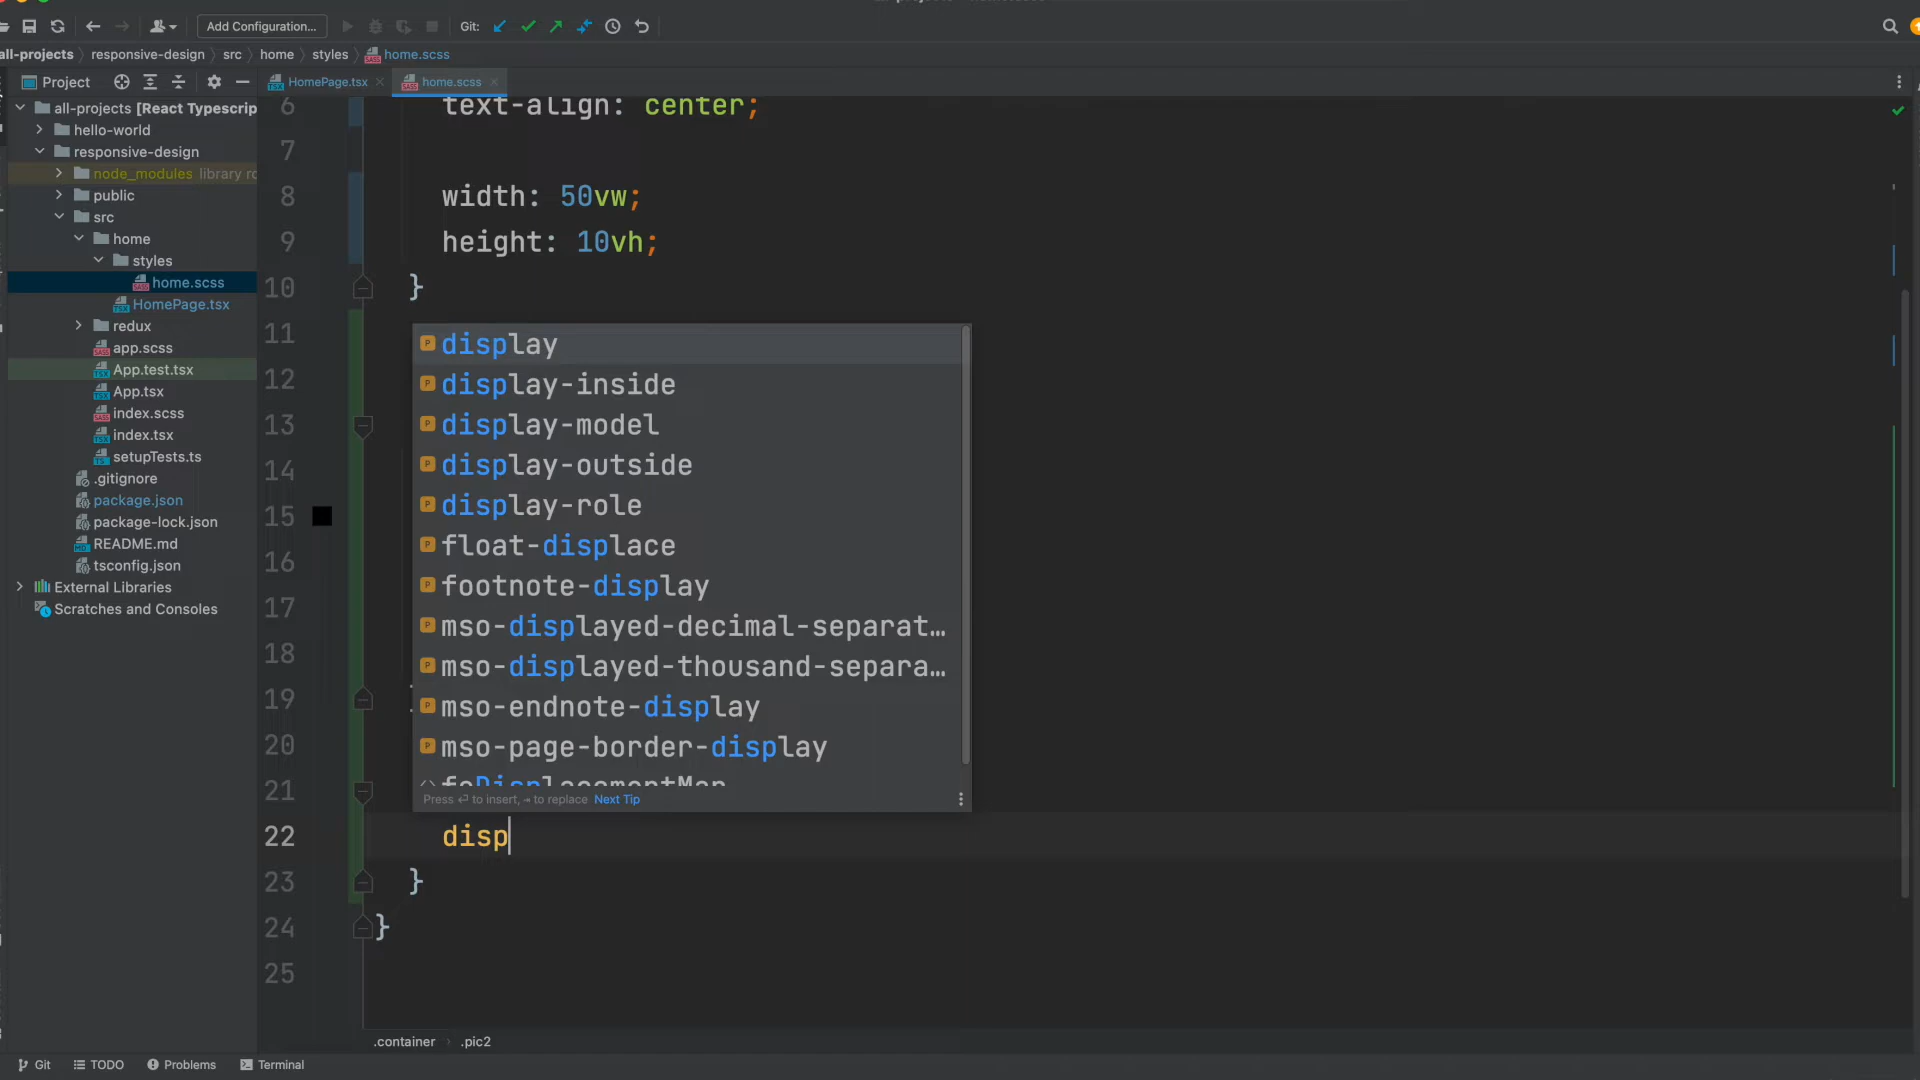 Add Configuration...
Git:
all-projects
responsive-design
src
home
styles
home.scss
Project
HomePage.tsx
home.scss
all-projects [React Typescrip
hello-world
responsive-design
node_modules library ro
public
src
home
styles
home.scss
HomePage.tsx
redux
app.scss
App.test.tsx
App.tsx
index.scss
index.tsx
setupTests.ts
.gitignore
package.json
package-lock.json
README.md
tsconfig.json
External Libraries
Scratches and Consoles
6 text-align: center;
7
8 width: 50vw;
9 height: 10vh;
10 }
11
12
13
14
15
16
17
18
19
20
21
display
display-inside
display-model
display-outside
display-role
float-displace
footnote-display
mso-displayed-decimal-separat…
mso-displayed-thousand-separa…
mso-endnote-display
mso-page-border-display
feDisplacementMap
Press ⏎ to insert, ⇥ to replace Next Tip
22 disp
23 }
24 }
25
.container
.pic2
Git
TODO
Problems
Terminal